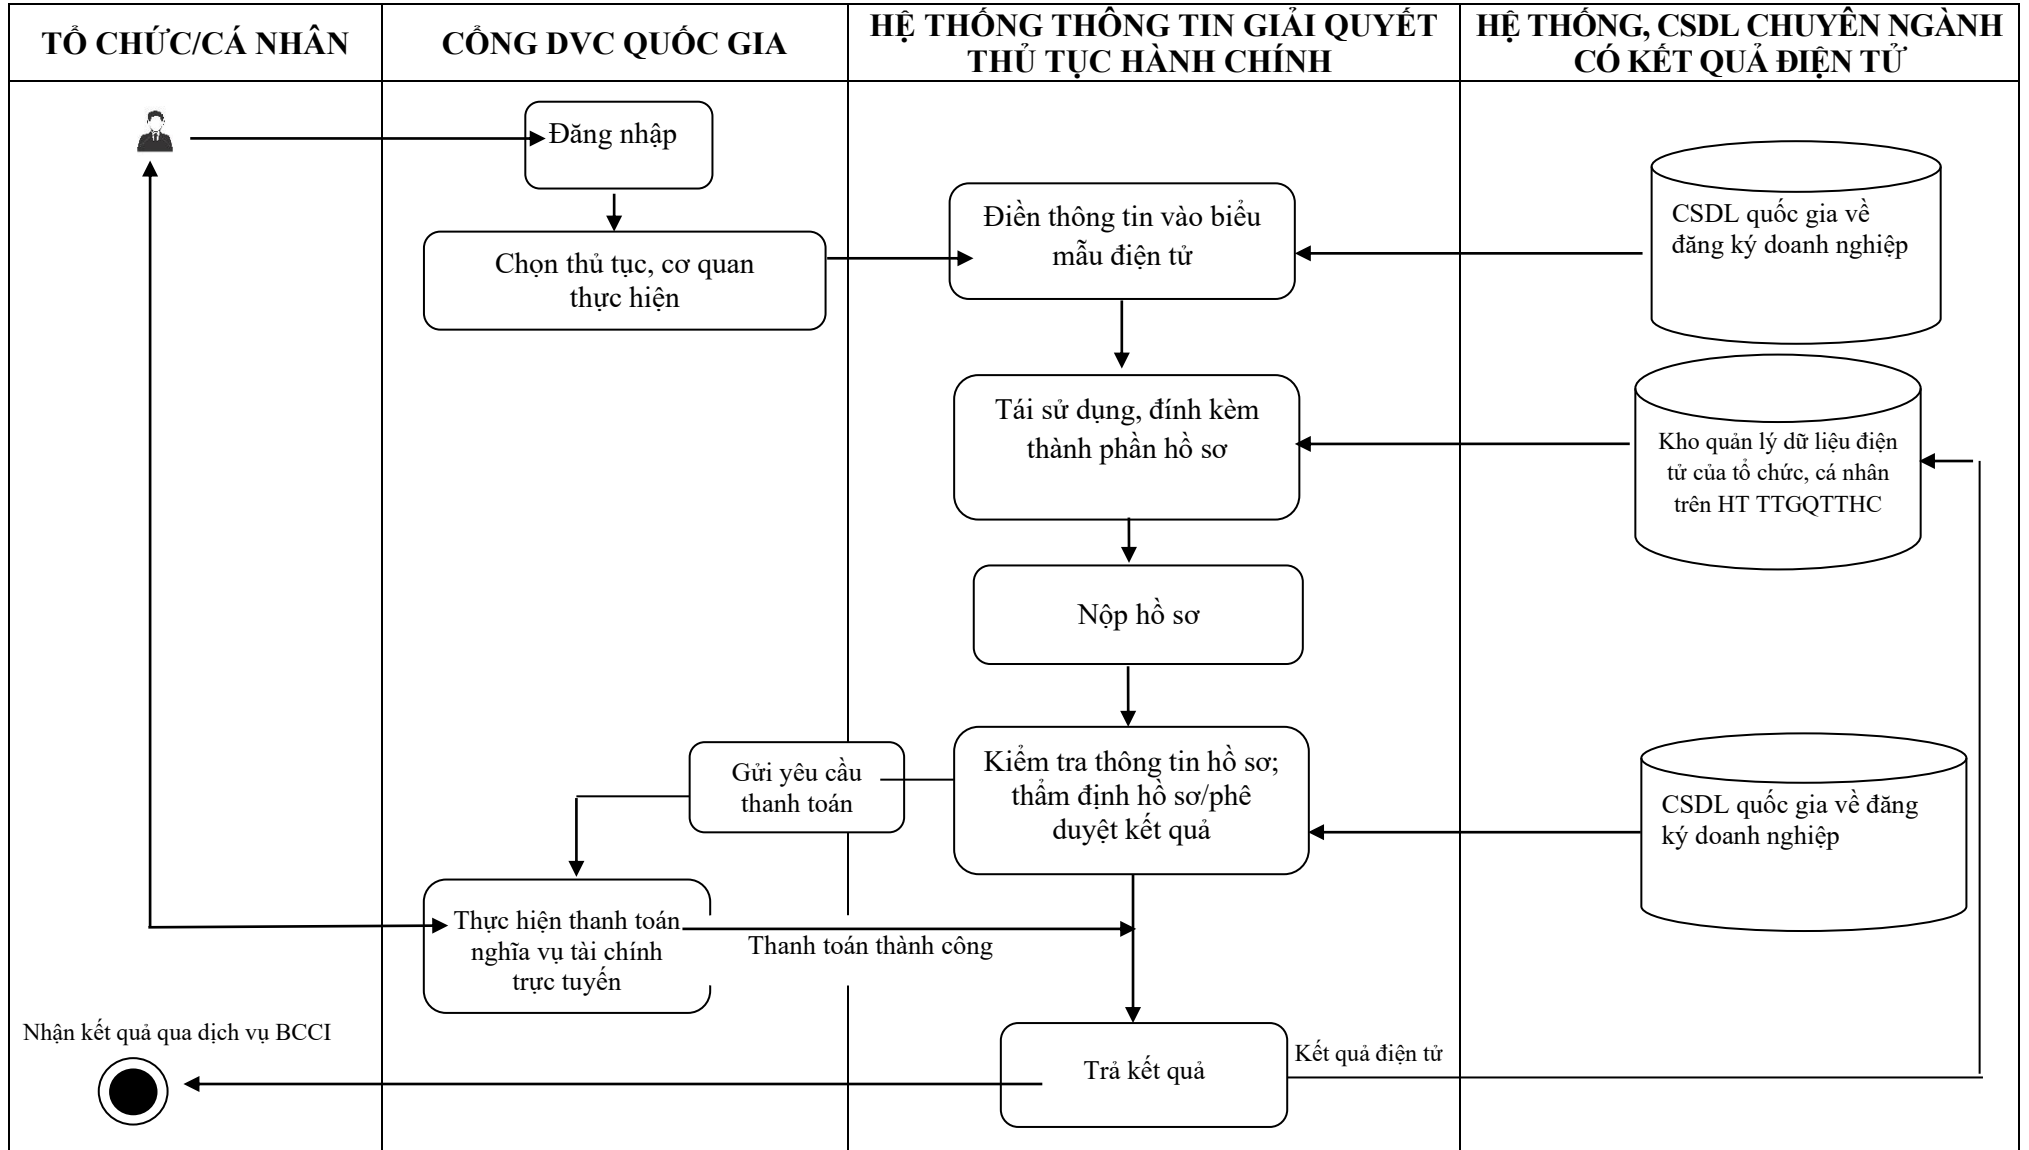 TỔ CHỨC/CÁ NHÂN
CỔNG DVC QUỐC GIA
HỆ THỐNG THÔNG TIN GIẢI QUYẾT
THỦ TỤC HÀNH CHÍNH
HỆ THỐNG, CSDL CHUYÊN NGÀNH
CÓ KẾT QUẢ ĐIỆN TỬ
Đăng nhập
Chọn thủ tục, cơ quan
thực hiện
Điền thông tin vào biểu
mẫu điện tử
CSDL quốc gia về
đăng ký doanh nghiệp
Tái sử dụng, đính kèm
thành phần hồ sơ
Kho quản lý dữ liệu điện
tử của tổ chức, cá nhân
trên HT TTGQTTHC
Nộp hồ sơ
Gửi yêu cầu
thanh toán
Kiểm tra thông tin hồ sơ;
thẩm định hồ sơ/phê
duyệt kết quả
CSDL quốc gia về đăng
ký doanh nghiệp
Thực hiện thanh toán
nghĩa vụ tài chính
trực tuyến
Thanh toán thành công
Nhận kết quả qua dịch vụ BCCI
Trả kết quả
Kết quả điện tử